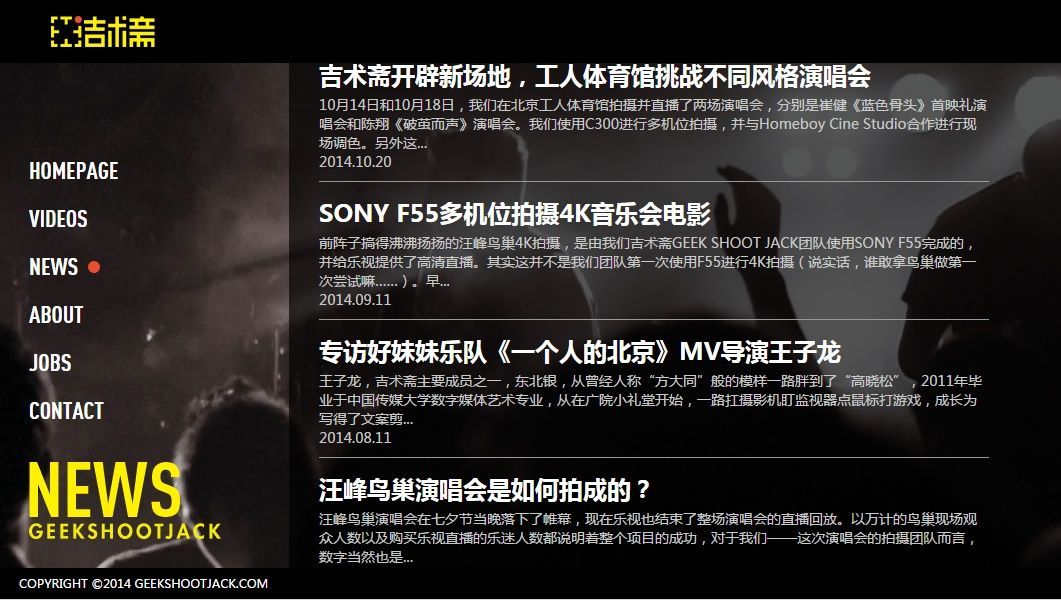 吉术斋
HOMEPAGE
VIDEOS
NEWS
ABOUT
JOBS
CONTACT
NEWS
GEEKSHOOTJACK
吉术斋开辟新场地，工人体育馆挑战不同风格演唱会
10月14日和10月18日，我们在北京工人体育馆拍摄并直播了两场演唱会，分别是崔健《蓝色骨头》首映礼演
唱会和陈翔《破茧而声》演唱会。我们使用C300进行多机位拍摄，并与Homeboy Cine Studio合作进行现
场调色。另外这...
2014.10.20
SONY F55多机位拍摄4K音乐会电影
前阵子搞得沸沸扬扬的汪峰鸟巢4K拍摄，是由我们吉术斋GEEK SHOOT JACK团队使用SONY F55完成的，
并给乐视提供了高清直播。其实这并不是我们团队第一次使用F55进行4K拍摄（说实话，谁敢拿鸟巢做第一
次尝试嘛......）。早...
2014.09.11
专访好妹妹乐队《一个人的北京》MV导演王子龙
王子龙，吉术斋主要成员之一，东北银，从曾经人称“方大同”般的模样一路胖到了“高晓松”，2011年毕
业于中国传媒大学数字媒体艺术专业，从在广院小礼堂开始，一路扛摄影机盯监视器点鼠标打游戏，成长为
写得了文案剪...
2014.08.11
汪峰鸟巢演唱会是如何拍成的？
汪峰鸟巢演唱会在七夕节当晚落下了帷幕，现在乐视也结束了整场演唱会的直播回放。以万计的鸟巢现场观
众人数以及购买乐视直播的乐迷人数都说明着整个项目的成功，对于我们——这次演唱会的拍摄团队而言，
数字当然也是...
COPYRIGHT ©2014 GEEKSHOOTJACK.COM